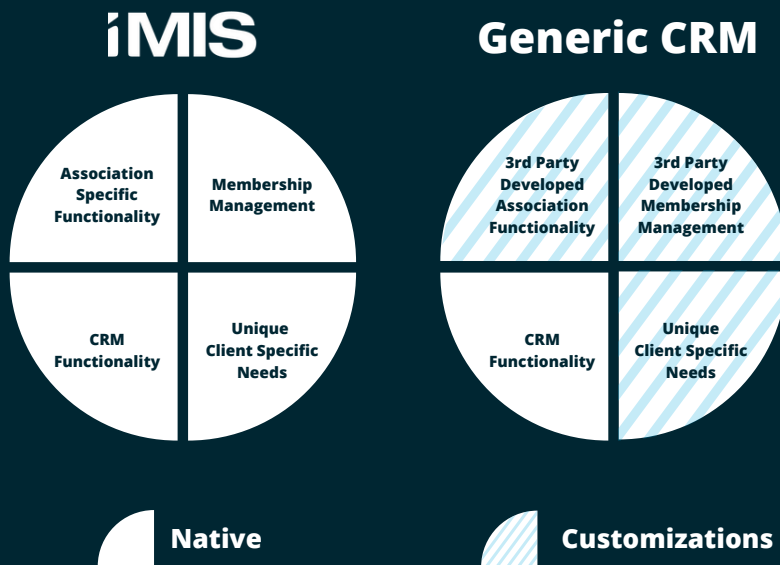 iMIS
Generic CRM
Association
Specific
Functionality
Membership
Management
CRM
Functionality
Unique
Client Specific
Needs
3rd Party
Developed
Association
Functionality
3rd Party
Developed
Membership
Management
CRM
Functionality
Unique
Client Specific
Needs
Native
Customizations